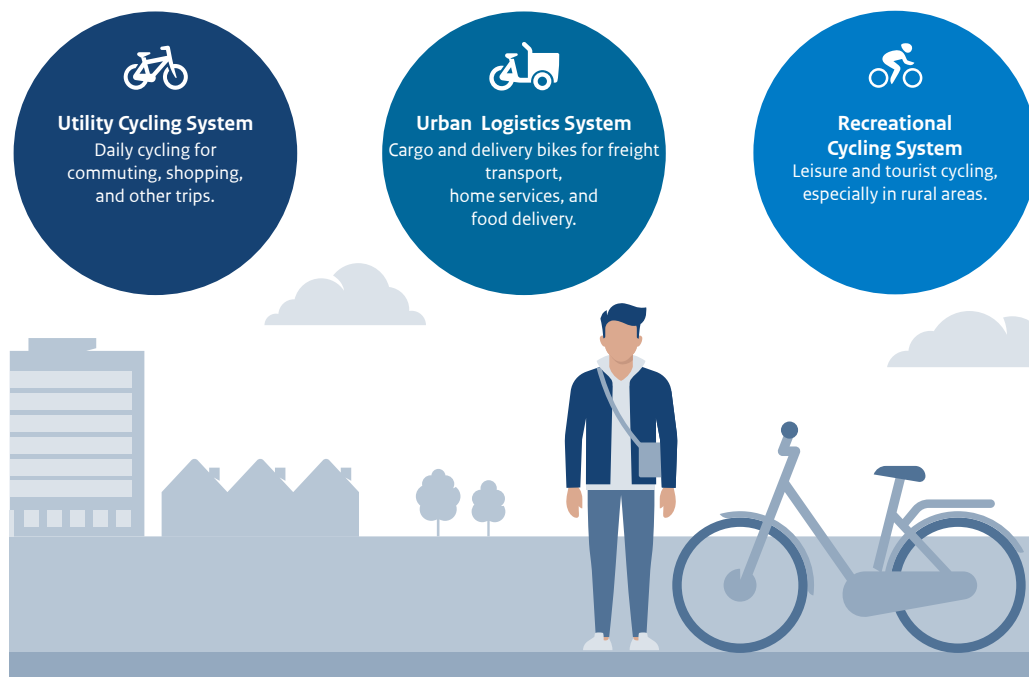 Utility Cycling System
Daily cycling for
commuting, shopping,
and other trips.
Urban Logistics System
Cargo and delivery bikes for freight
transport,
home services, and
food delivery.
Recreational
Cycling System
Leisure and tourist cycling,
especially in rural areas.